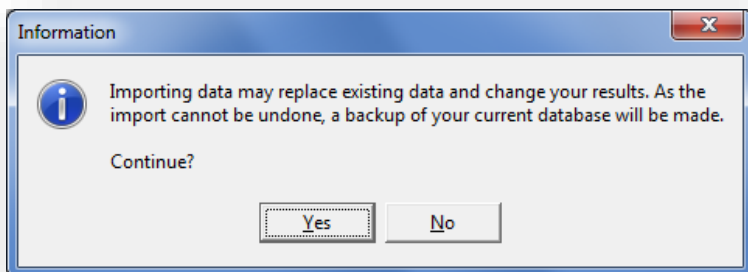 Information
Importing data may replace existing data and change your results. As the
import cannot be undone, a backup of your current database will be made.
Continue?
Yes
No